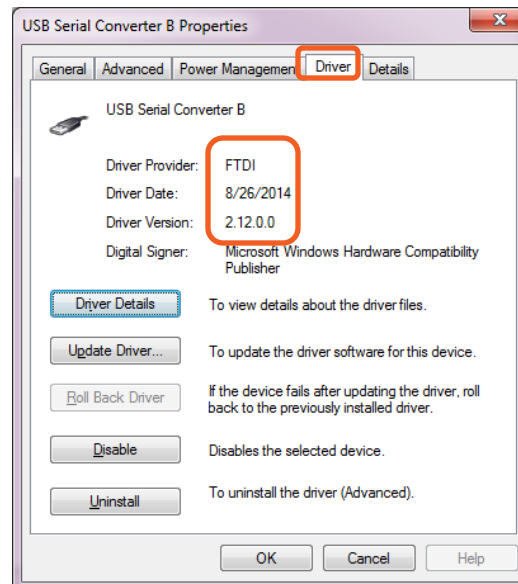 USB Serial Converter B Properties
X
General Advanced Power Management Driver Details
USB Serial Converter B
Driver Provider: FTDI
Driver Date: 8/26/2014
Driver Version: 2.12.0.0
Digital Signer: Microsoft Windows Hardware Compatibility
Publisher
Driver Details To view details about the driver files.
Update Driver... To update the driver software for this device.
Roll Back Driver If the device fails after updating the driver, roll
back to the previously installed driver.
Disable Disables the selected device.
Uninstall To uninstall the driver (Advanced).
OK Cancel Help